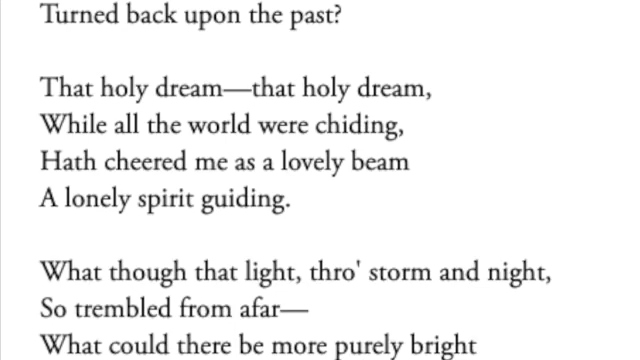 Turned back upon the past?
That holy dream—that holy dream,
While all the world were chiding,
Hath cheered me as a lovely beam
A lonely spirit guiding.
What though that light, thro' storm and night,
So trembled from afar—
What could there be more purely bright